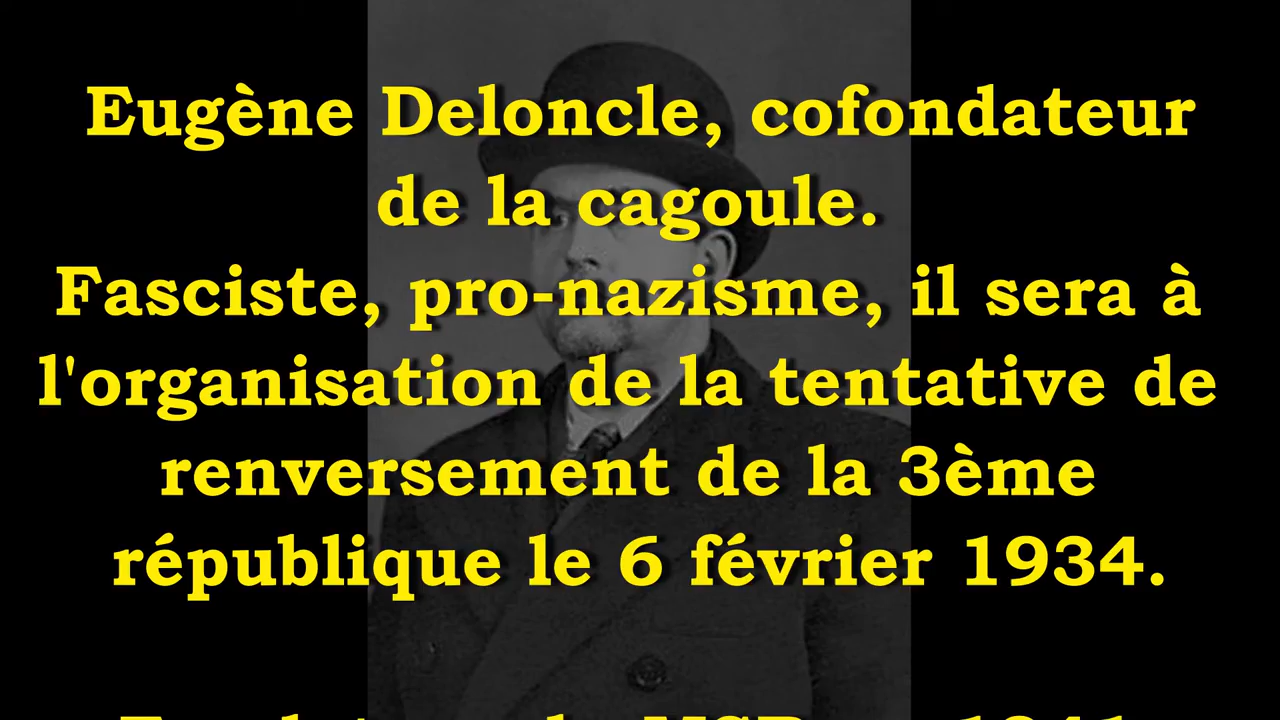 Eugène Deloncle, cofondateur
de la cagoule.
Fasciste, pro-nazisme, il sera à
l'organisation de la tentative de
renversement de la 3ème
république le 6 février 1934.